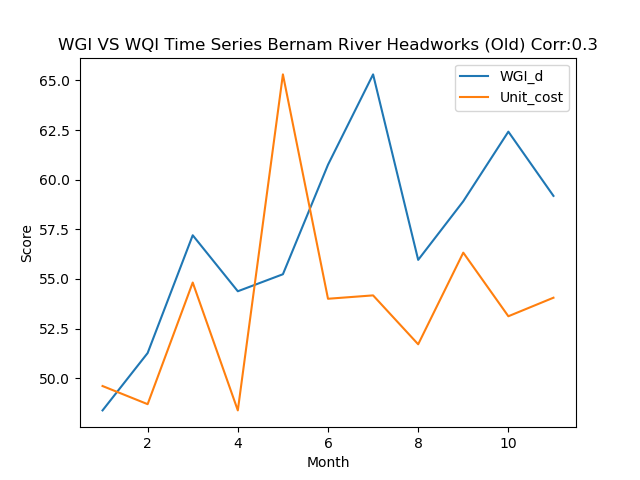 WGI VS WQI Time Series Bernam River Headworks (Old) Corr:0.3
WGI_d
Unit_cost
65.0
62.5
60.0
57.5
55.0
52.5
50.0
Score
2 4 6 8 10
Month